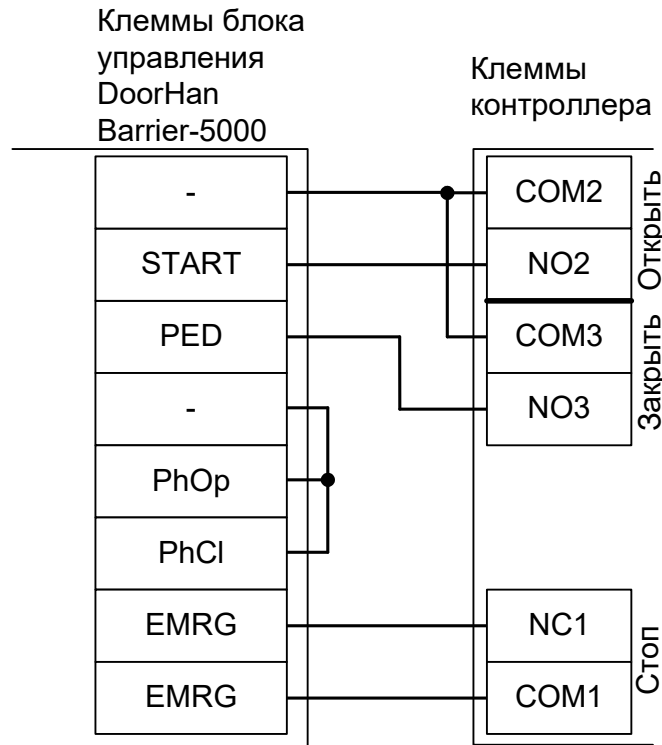 Клеммы блока
управления
DoorHan
Barrier-5000
Клеммы
контроллера
-
START
PED
-
PhOp
PhCl
EMRG
EMRG
COM2
NO2
COM3
NO3
NC1
COM1
Открыть
Закрыть
Стоп